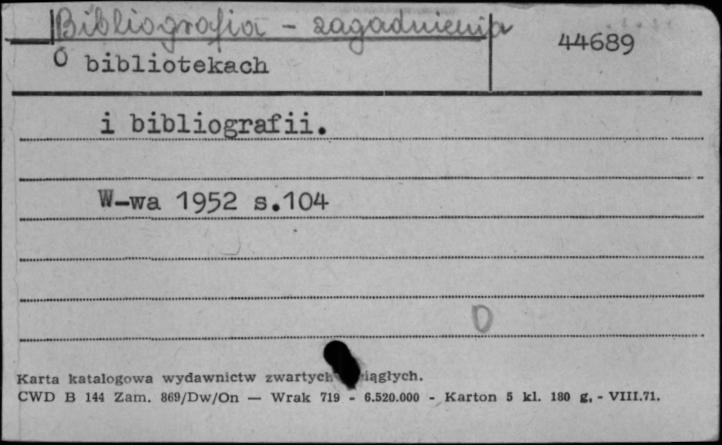 Bibliografia - zagadnienia
44689
O bibliotekach
i bibliografii.
W-wa 1952 s.104
O
Karta katalogowa wydawnictw zwartych iągłych.
CWD B 144 Zam. 869/Dw/On — Wrak 719 - 6.520.000 - Karton 5 kl. 180 g. - VIII.71.